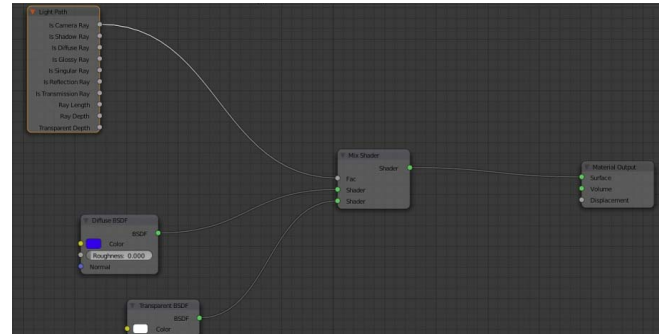 Light Path
Is Camera Ray
Is Shadow Ray
Is Diffuse Ray
Is Glossy Ray
Is Singular Ray
Is Reflection Ray
Is Transmission Ray
Ray Length
Ray Depth
Transparent Depth
Mix Shader
Shader
Fac
Shader
Shader
Material Output
Surface
Volume
Displacement
Diffuse BSDF
BSDF
Color
Roughness: 0.000
Normal
Transparent BSDF
BSDF
Color